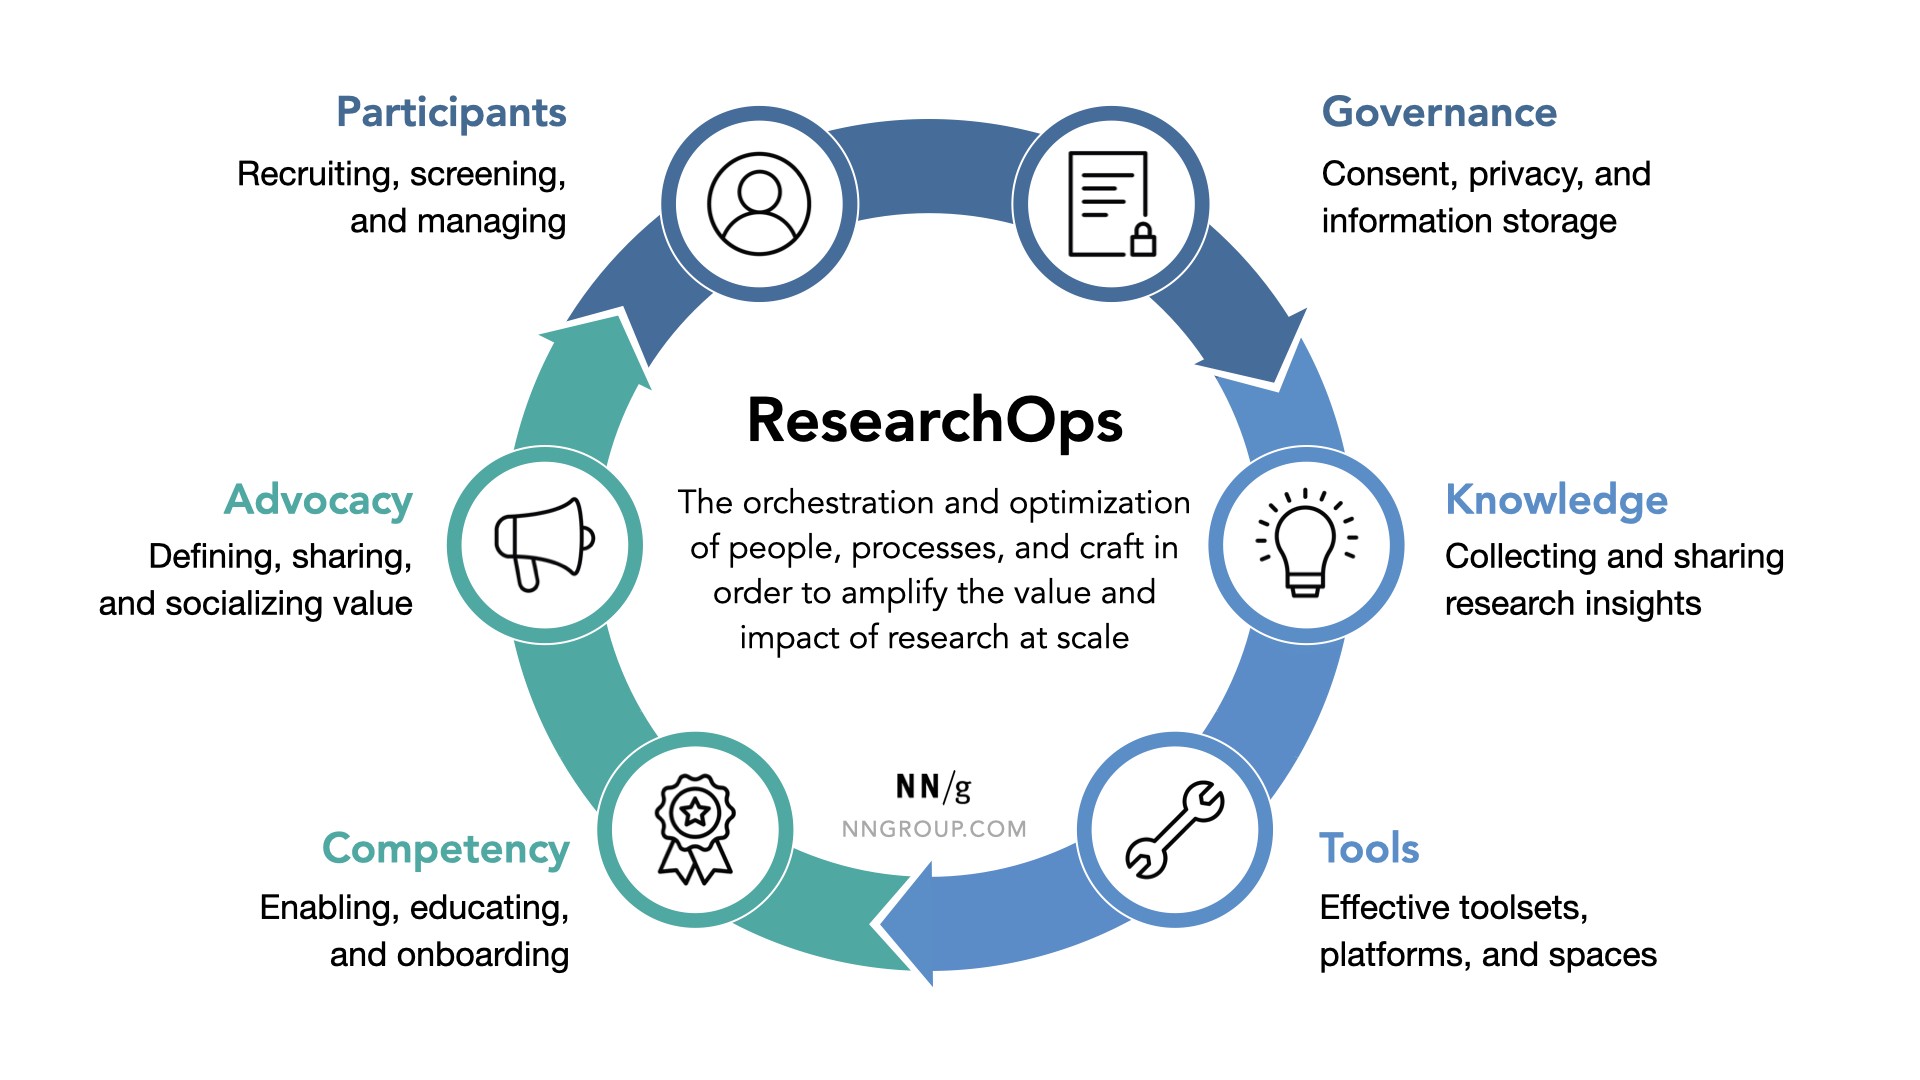 Participants
Recruiting, screening,
and managing
Governance
Consent, privacy, and
information storage
Advocacy
Defining, sharing,
and socializing value
ResearchOps
The orchestration and optimization
of people, processes, and craft in
order to amplify the value and
impact of research at scale
Knowledge
Collecting and sharing
research insights
Competency
Enabling, educating,
and onboarding
NN/g
NNGROUP.COM
Tools
Effective toolsets,
platforms, and spaces